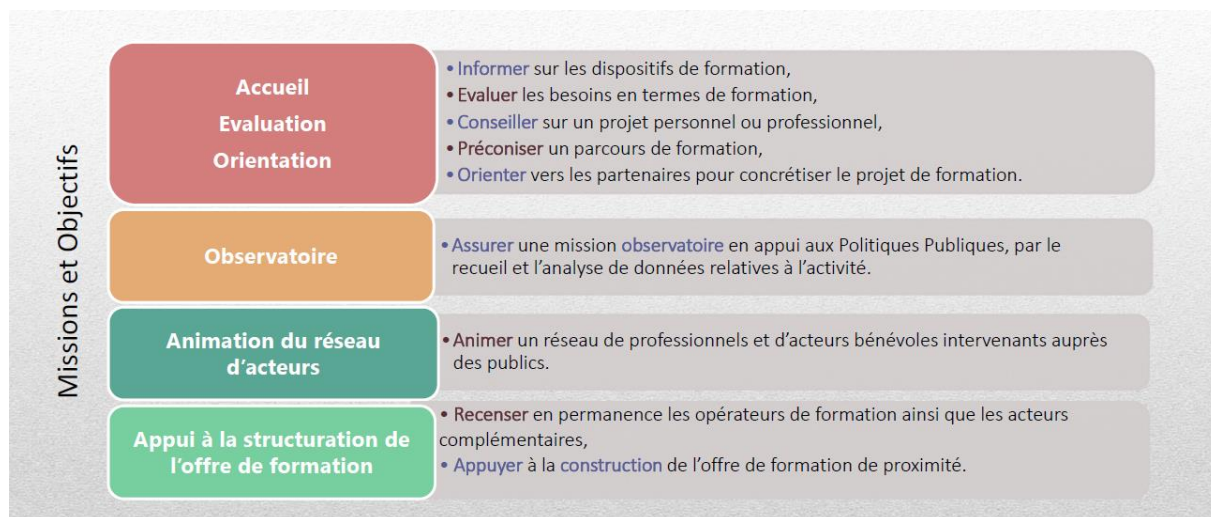 Missions et Objectifs
Accueil
Evaluation
Orientation
• Informer sur les dispositifs de formation,
• Evaluer les besoins en termes de formation,
• Conseiller sur un projet personnel ou professionnel,
• Préconiser un parcours de formation,
• Orienter vers les partenaires pour concrétiser le projet de formation.
Observatoire
• Assurer une mission observatoire en appui aux Politiques Publiques, par le
recueil et l’analyse de données relatives à l’activité.
Animation du réseau
d’acteurs
• Animer un réseau de professionnels et d’acteurs bénévoles intervenants auprès
des publics.
Appui à la structuration de
l’offre de formation
• Recenser en permanence les opérateurs de formation ainsi que les acteurs
complémentaires,
• Appuyer à la construction de l’offre de formation de proximité.